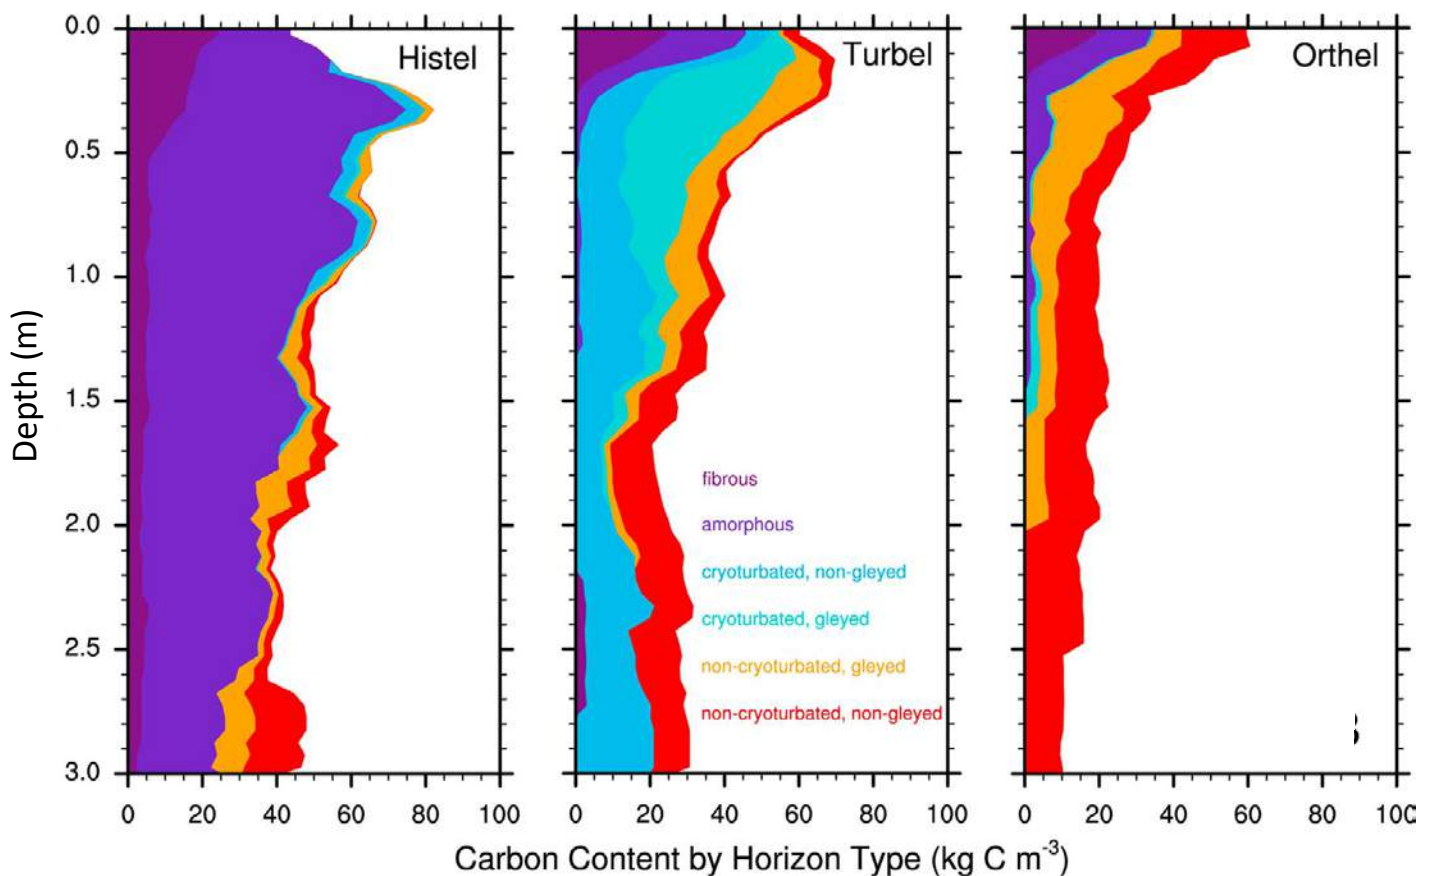 Histel
Turbel
Orthel
0.0
0.5
1.0
1.5
2.0
2.5
3.0
Depth (m)
fibrous
amorphous
cryoturbated, non-gleyed
cryoturbated, gleyed
non-cryoturbated, gleyed
non-cryoturbated, non-gleyed
0 20 40 60 80 100
0 20 40 60 80 100
0 20 40 60 80 100
Carbon Content by Horizon Type (kg C m⁻³)